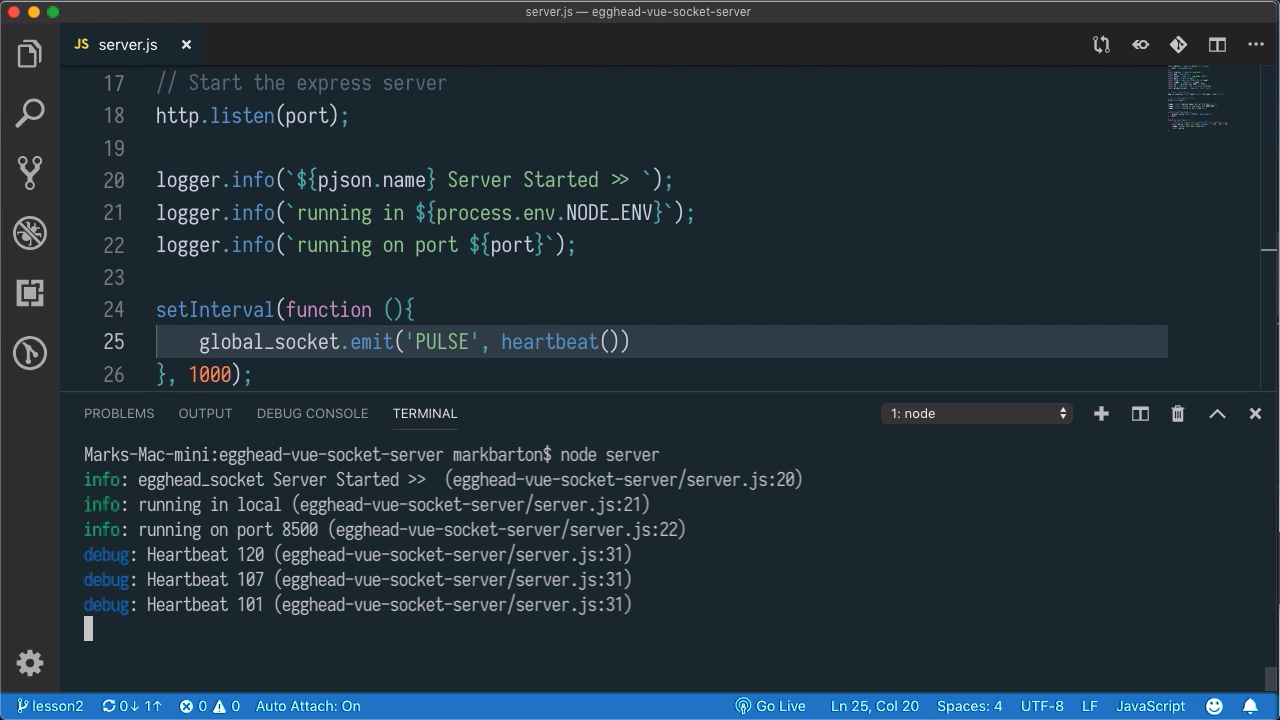 server.js — egghead-vue-socket-server
JS server.js
17 // Start the express server
18 http.listen(port);
19
20 logger.info(`${pjson.name} Server Started >> `);
21 logger.info(`running in ${process.env.NODE_ENV}`);
22 logger.info(`running on port ${port}`);
23
24 setInterval(function (){
25 global_socket.emit('PULSE', heartbeat())
26 }, 1000);
PROBLEMS OUTPUT DEBUG CONSOLE TERMINAL 1: node
Marks-Mac-mini:egghead-vue-socket-server markbarton$ node server
info: egghead_socket Server Started >>  (egghead-vue-socket-server/server.js:20)
info: running in local (egghead-vue-socket-server/server.js:21)
info: running on port 8500 (egghead-vue-socket-server/server.js:22)
debug: Heartbeat 120 (egghead-vue-socket-server/server.js:31)
debug: Heartbeat 107 (egghead-vue-socket-server/server.js:31)
debug: Heartbeat 101 (egghead-vue-socket-server/server.js:31)
lesson2 0↓ 1↑ 0 0 Auto Attach: On Go Live Ln 25, Col 20 Spaces: 4 UTF-8 LF JavaScript